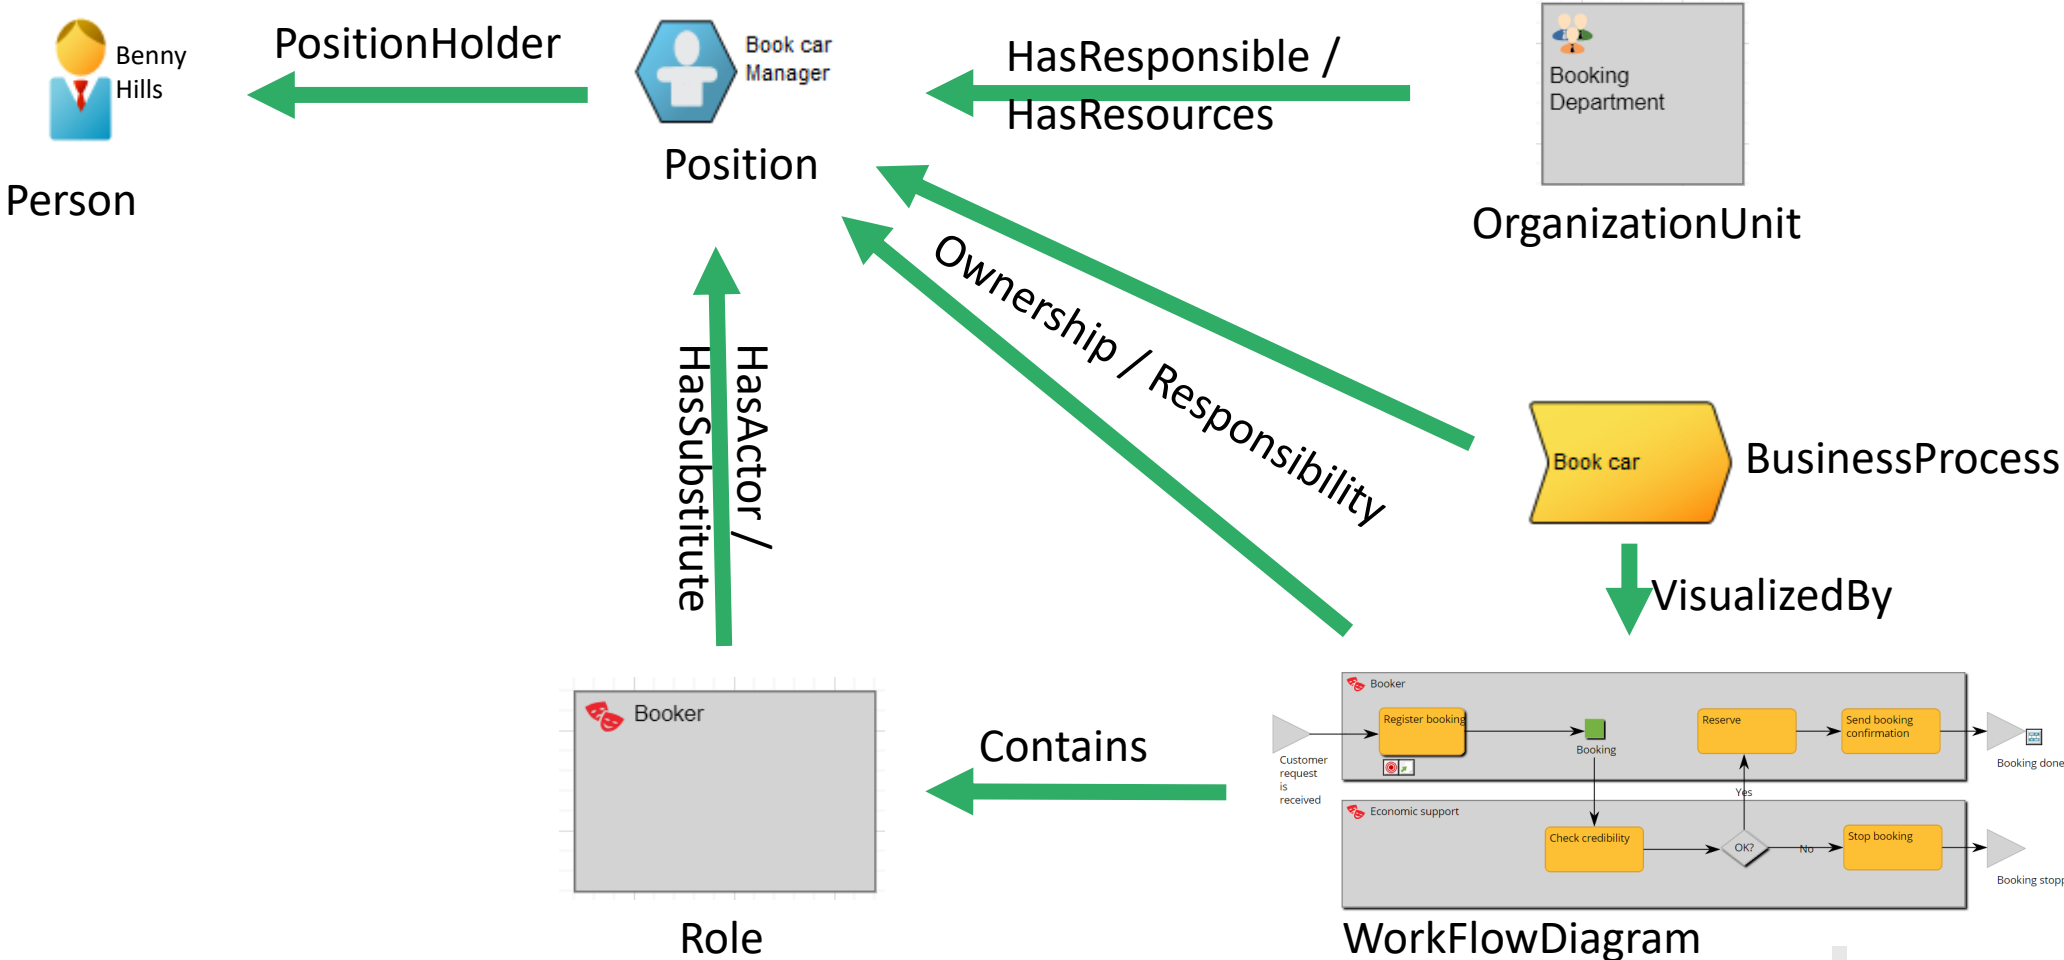 Benny
Hills
PositionHolder
Person
Book car
Manager
Position
HasResponsible /
HasResources
Booking
Department
OrganizationUnit
Ownership / Responsibility
HasActor /
HasSubstitute
Book car
BusinessProcess
VisualizedBy
Booker
Role
Contains
Booker
Customer
request
is
received
Register booking
Booking
Reserve
Send booking
confirmation
Booking done
Yes
Economic support
Check credibility
OK?
No
Stop booking
Booking stopp
WorkFlowDiagram